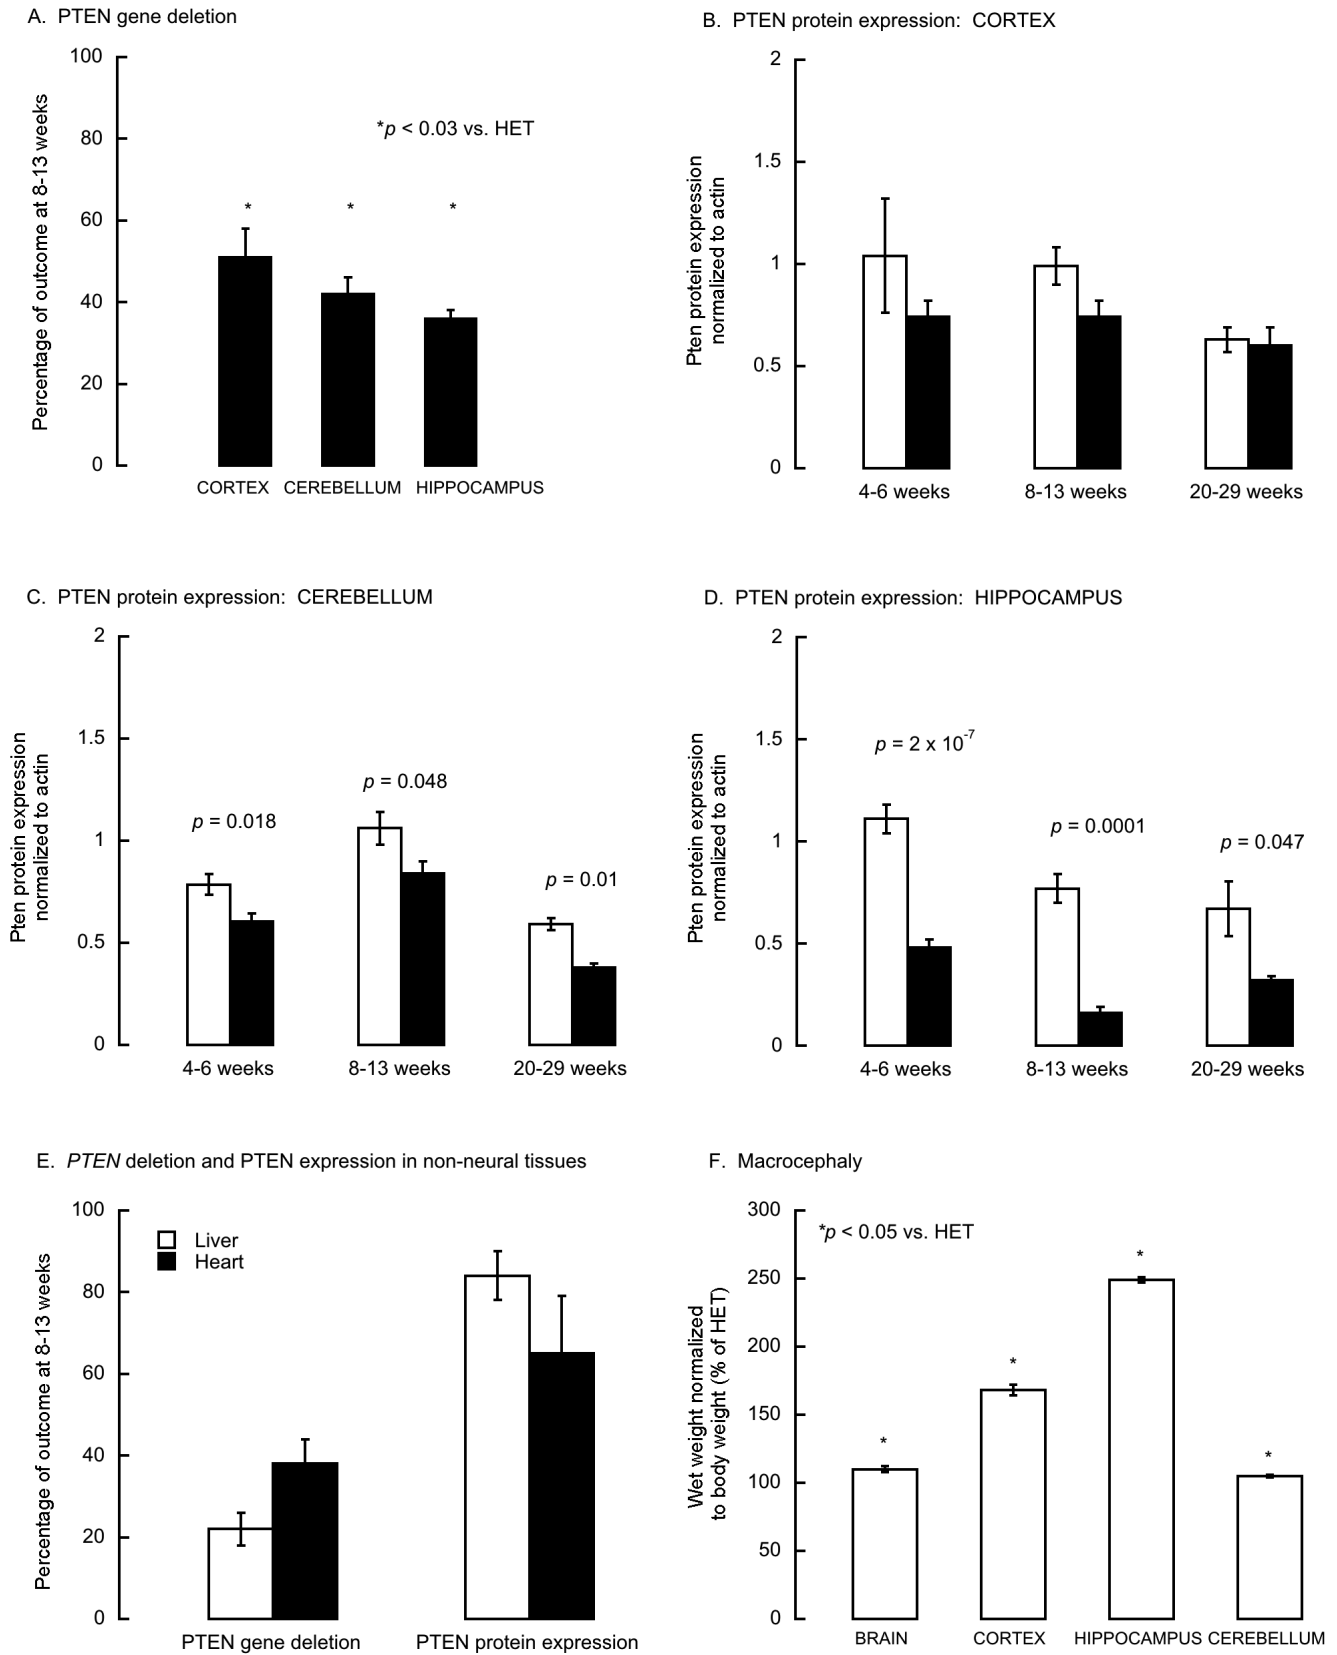 A. PTEN gene deletion
100
80
60
40
20
0
Percentage of outcome at 8-13 weeks
*p < 0.03 vs. HET
* * *
CORTEX CEREBELLUM HIPPOCAMPUS
B. PTEN protein expression: CORTEX
2
1.5
1
0.5
0
Pten protein expression
normalized to actin
4-6 weeks 8-13 weeks 20-29 weeks
C. PTEN protein expression: CEREBELLUM
2
1.5
1
0.5
0
Pten protein expression
normalized to actin
p = 0.018
p = 0.048
p = 0.01
4-6 weeks 8-13 weeks 20-29 weeks
D. PTEN protein expression: HIPPOCAMPUS
2
1.5
1
0.5
0
Pten protein expression
normalized to actin
p = 2 x 10⁻⁷
p = 0.0001
p = 0.047
4-6 weeks 8-13 weeks 20-29 weeks
E. PTEN deletion and PTEN expression in non-neural tissues
100
80
60
40
20
0
Percentage of outcome at 8-13 weeks
Liver
Heart
PTEN gene deletion PTEN protein expression
F. Macrocephaly
300
250
200
150
100
50
0
Wet weight normalized
to body weight (% of HET)
*p < 0.05 vs. HET
* * * *
BRAIN CORTEX HIPPOCAMPUS CEREBELLUM